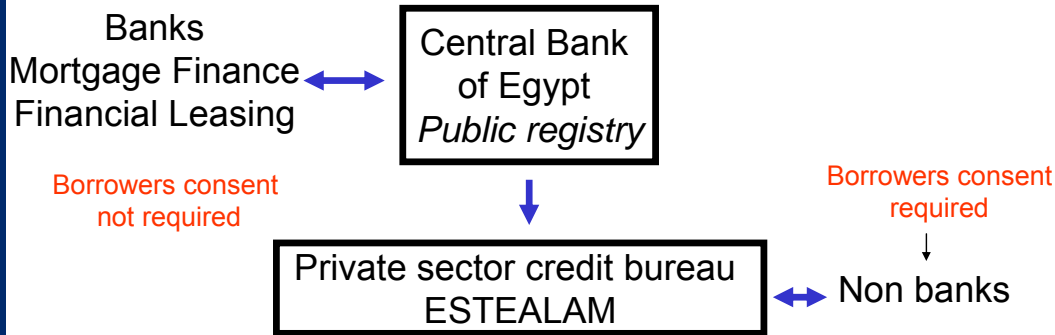 Banks
Mortgage Finance
Financial Leasing
Central Bank
of Egypt
Public registry
Borrowers consent
not required
Borrowers consent
required
Private sector credit bureau
ESTEALAM
Non banks